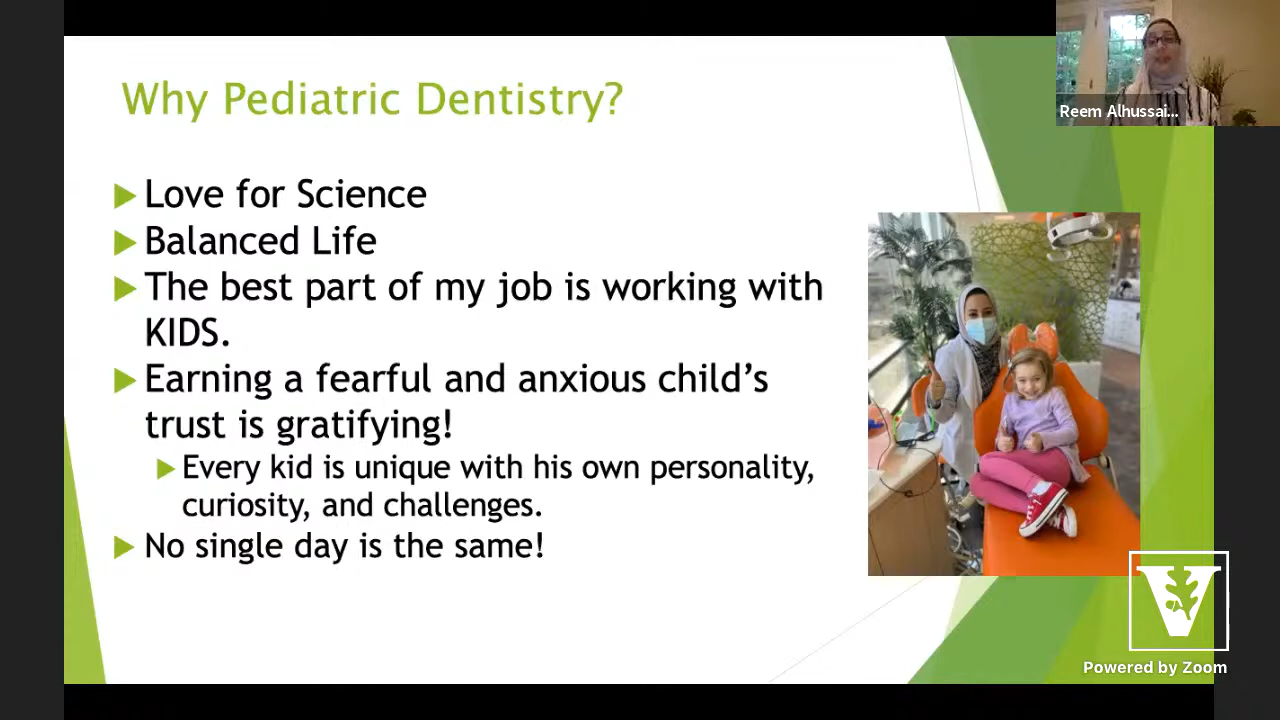 Why Pediatric Dentistry?
Love for Science
Balanced Life
The best part of my job is working with
KIDS.
Earning a fearful and anxious child's
trust is gratifying!
Every kid is unique with his own personality,
curiosity, and challenges.
No single day is the same!
Reem Alhussai...
V
Powered by Zoom